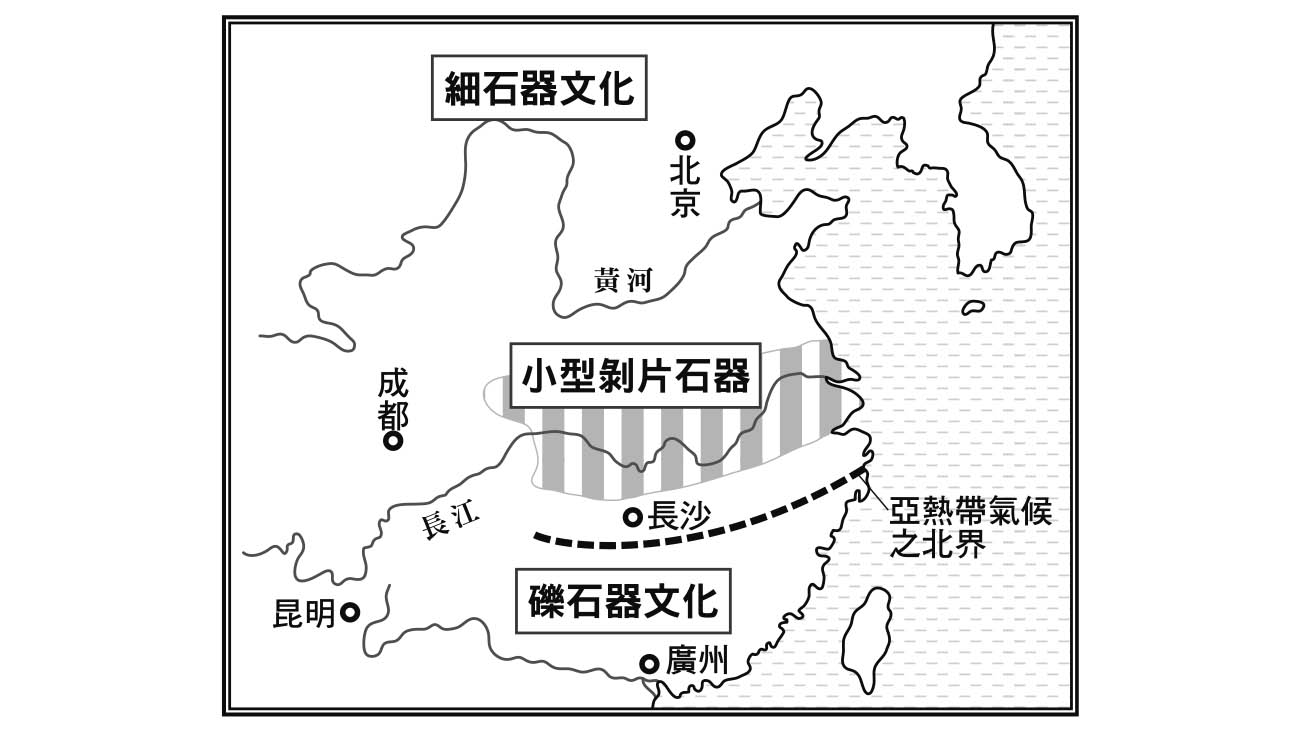 細石器文化
北京
黃河
小型剝片石器
成都
長江
長沙
亞熱帶氣候
之北界
礫石器文化
昆明
廣州